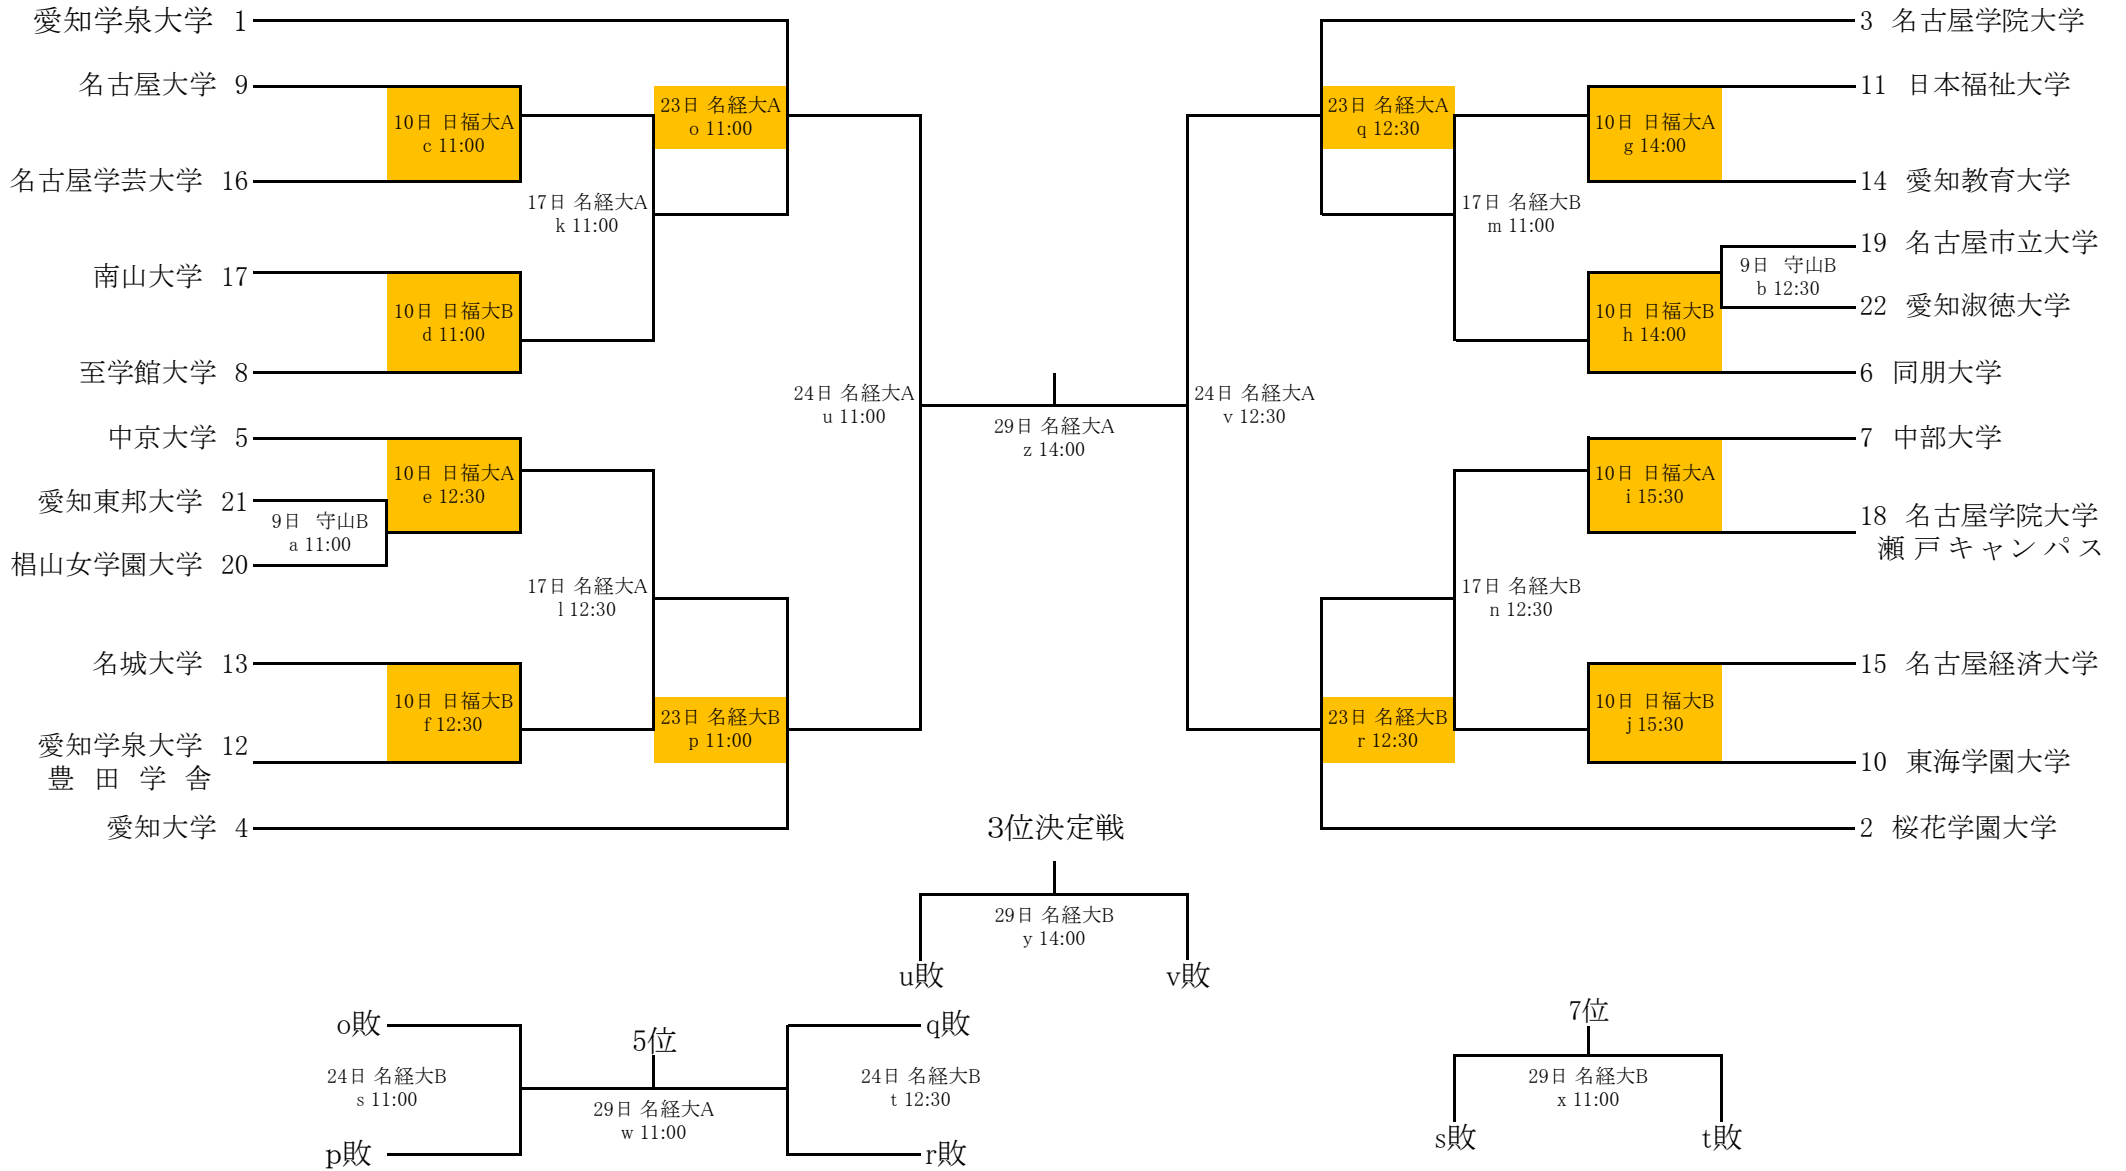 愛知学泉大学 1
名古屋大学 9
10日 日福大A
c 11:00
名古屋学芸大学 16
17日 名経大A
k 11:00
23日 名経大A
o 11:00
南山大学 17
10日 日福大B
d 11:00
至学館大学 8
24日 名経大A
u 11:00
中京大学 5
10日 日福大A
e 12:30
愛知東邦大学 21
9日 守山B
a 11:00
椙山女学園大学 20
17日 名経大A
l 12:30
名城大学 13
10日 日福大B
f 12:30
23日 名経大B
p 11:00
愛知学泉大学 12
豊田学舎
愛知大学 4
29日 名経大A
z 14:00
3 名古屋学院大学
23日 名経大A
q 12:30
11 日本福祉大学
10日 日福大A
g 14:00
14 愛知教育大学
17日 名経大B
m 11:00
19 名古屋市立大学
9日 守山B
b 12:30
22 愛知淑徳大学
10日 日福大B
h 14:00
6 同朋大学
24日 名経大A
v 12:30
7 中部大学
10日 日福大A
i 15:30
18 名古屋学院大学
瀬戸キャンパス
17日 名経大B
n 12:30
15 名古屋経済大学
10日 日福大B
j 15:30
23日 名経大B
r 12:30
10 東海学園大学
2 桜花学園大学
3位決定戦
29日 名経大B
y 14:00
u敗
v敗
o敗
24日 名経大B
s 11:00
p敗
5位
29日 名経大A
w 11:00
q敗
24日 名経大B
t 12:30
r敗
7位
29日 名経大B
x 11:00
s敗
t敗